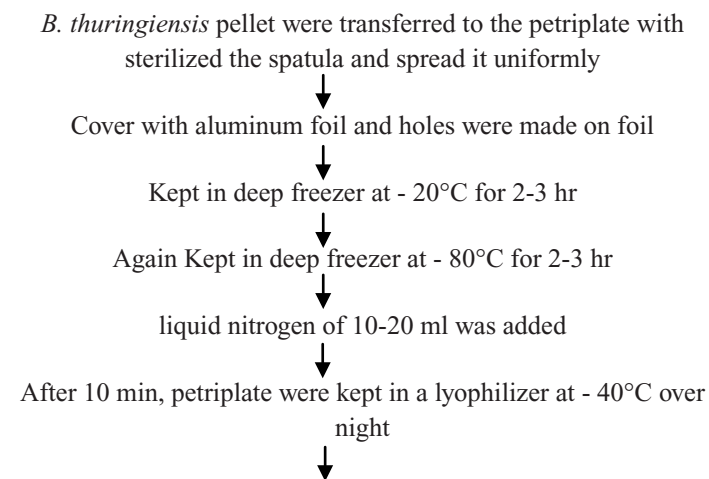 B. thuringiensis pellet were transferred to the petriplate with
sterilized the spatula and spread it uniformly
Cover with aluminum foil and holes were made on foil
Kept in deep freezer at - 20°C for 2-3 hr
Again Kept in deep freezer at - 80°C for 2-3 hr
liquid nitrogen of 10-20 ml was added
After 10 min, petriplate were kept in a lyophilizer at - 40°C over
night